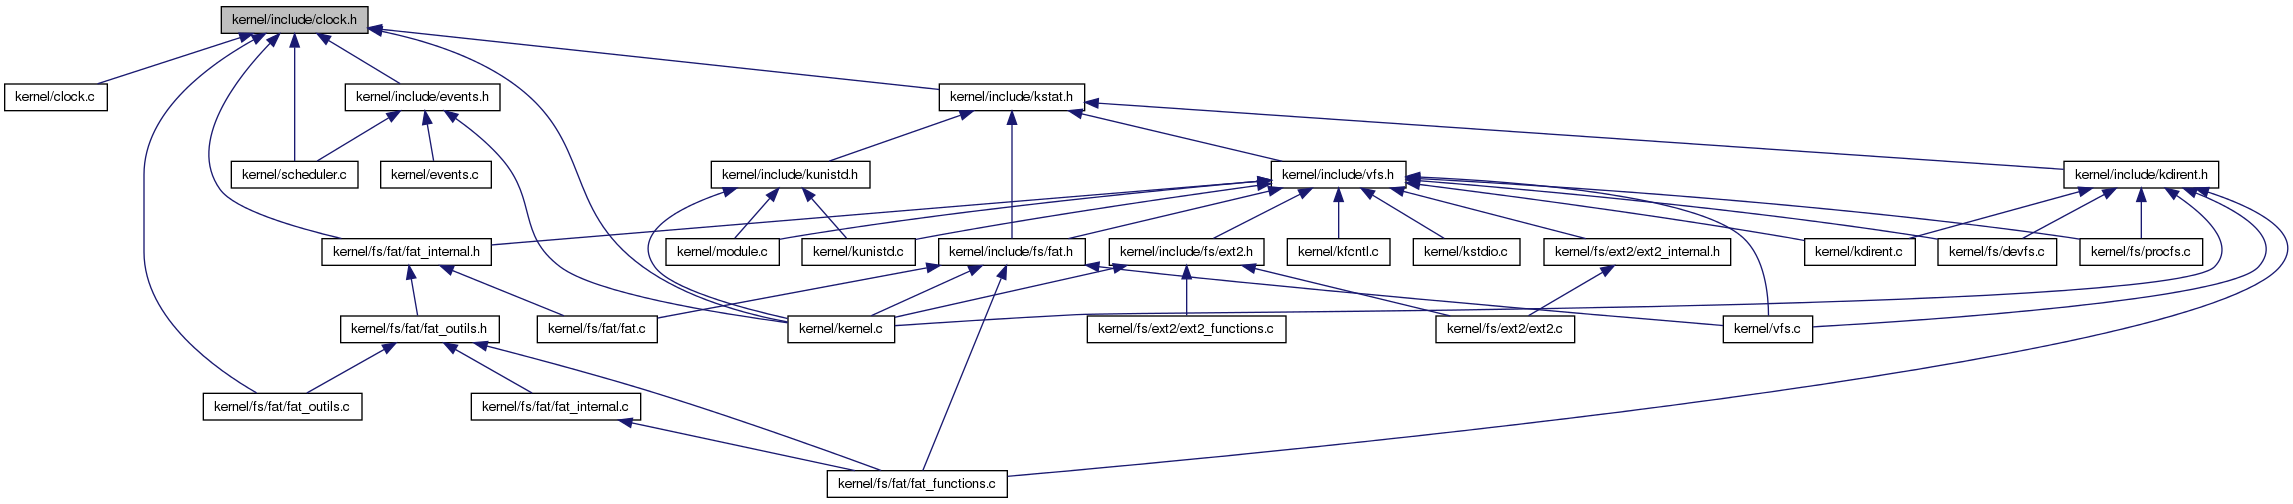 kernel/include/clock.h
kernel/clock.c
kernel/include/events.h
kernel/include/kstat.h
kernel/scheduler.c
kernel/events.c
kernel/include/kunistd.h
kernel/include/vfs.h
kernel/include/kdirent.h
kernel/fs/fat/fat_internal.h
kernel/module.c
kernel/kunistd.c
kernel/include/fs/fat.h
kernel/include/fs/ext2.h
kernel/kfcntl.c
kernel/kstdio.c
kernel/fs/ext2/ext2_internal.h
kernel/kdirent.c
kernel/fs/devfs.c
kernel/fs/procfs.c
kernel/fs/fat/fat_outils.h
kernel/fs/fat/fat.c
kernel/kernel.c
kernel/fs/ext2/ext2_functions.c
kernel/fs/ext2/ext2.c
kernel/vfs.c
kernel/fs/fat/fat_outils.c
kernel/fs/fat/fat_internal.c
kernel/fs/fat/fat_functions.c